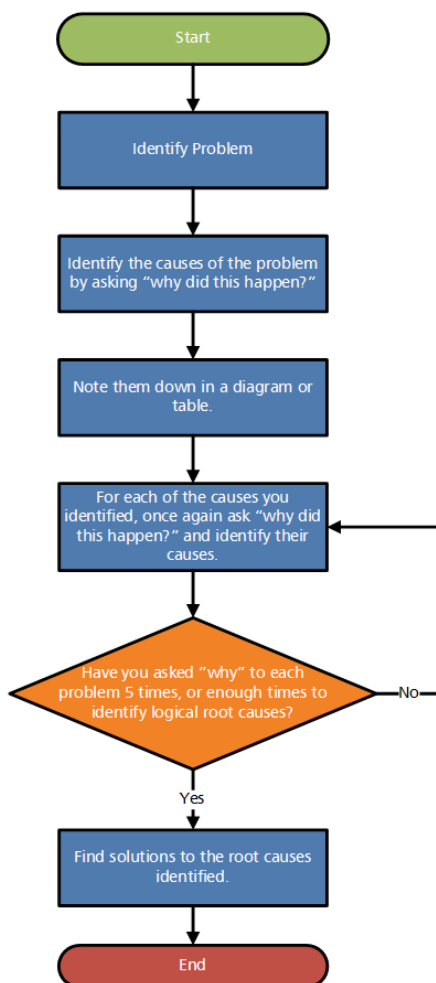 Start
Identify Problem
Identify the causes of the problem
by asking “why did this happen?”
Note them down in a diagram or
table.
For each of the causes you
identified, once again ask “why did
this happen?” and identify their
causes.
Have you asked “why” to each
problem 5 times, or enough times to
identify logical root causes?
No
Yes
Find solutions to the root causes
identified.
End